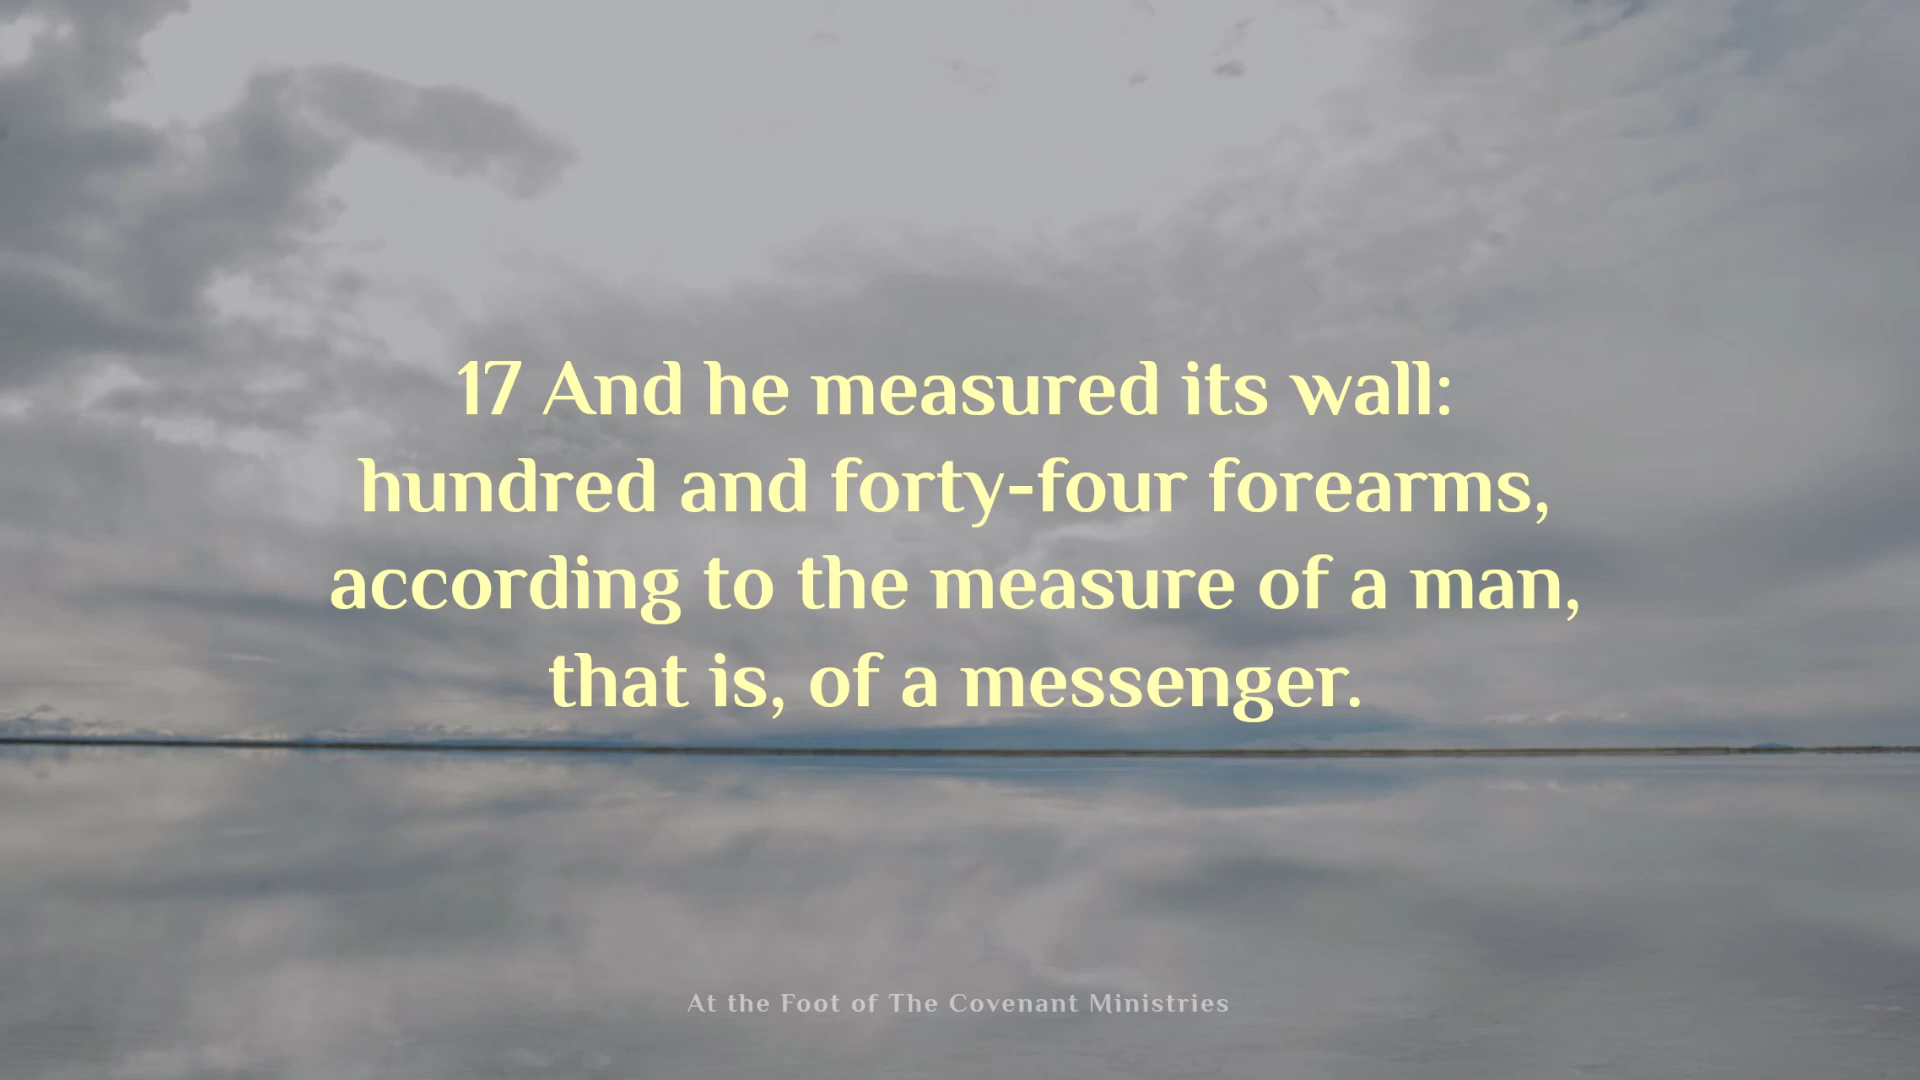 17 And he measured its wall:
hundred and forty-four forearms,
according to the measure of a man,
that is, of a messenger.
At the Foot of The Covenant Ministries